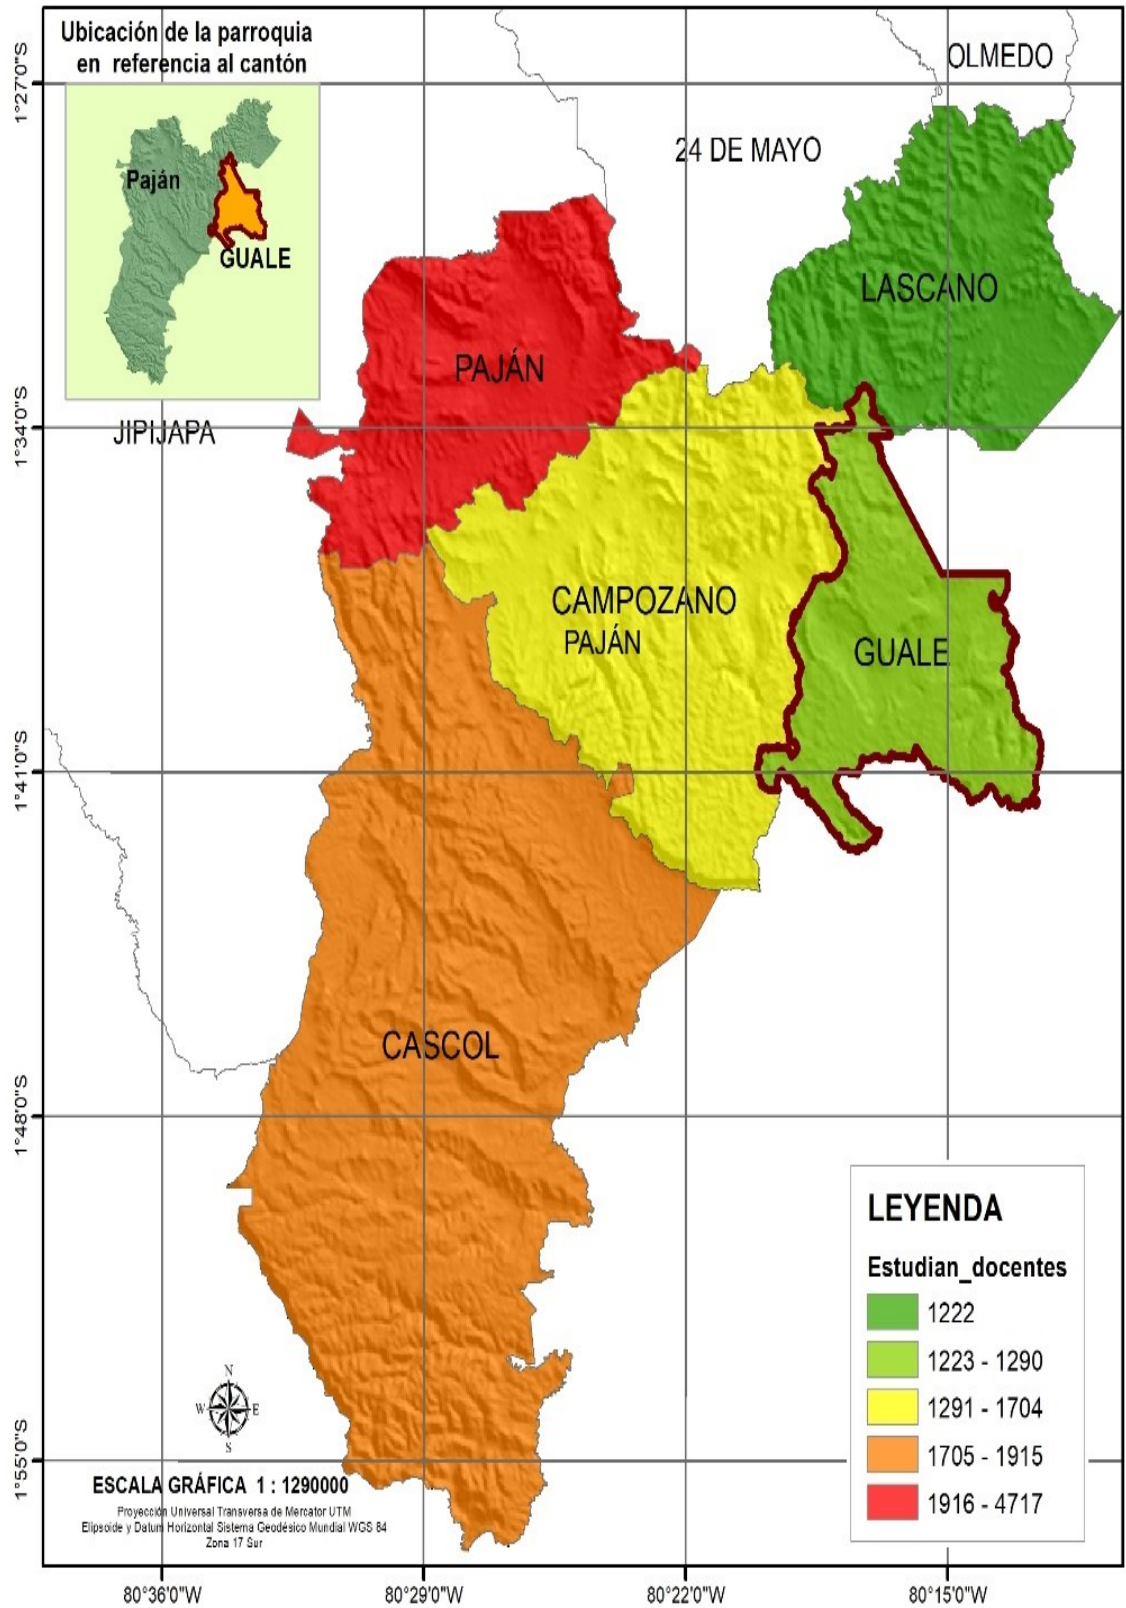 Ubicación de la parroquia
en referencia al cantón
Paján
GUALE
OLMEDO
24 DE MAYO
LASCANO
PAJÁN
JIPIJAPA
CAMPOZANO
PAJÁN
GUALE
CASCOL
1°27'0"S
1°34'0"S
1°41'0"S
1°48'0"S
1°55'0"S
LEYENDA
Estudian_docentes
1222
1223 - 1290
1291 - 1704
1705 - 1915
1916 - 4717
N
W E
S
ESCALA GRÁFICA 1 : 1290000
Proyección Universal Transversa de Mercator UTM
Elipsoide y Datum Horizontal Sistema Geodésico Mundial WGS 84
Zona 17 Sur
80°36'0"W 80°29'0"W 80°22'0"W 80°15'0"W